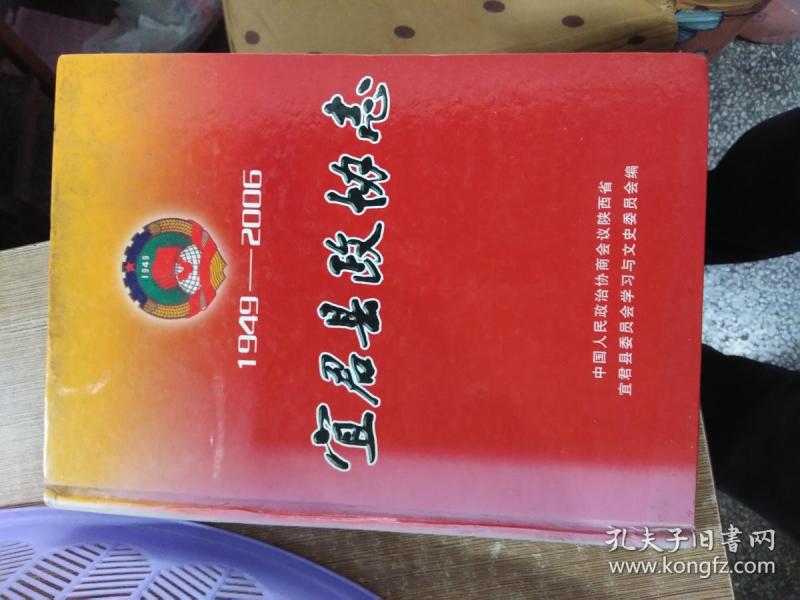 1949
1949—2006
宜君县政协志
中国人民政治协商会议陕西省
宜君县委员会学习与文史委员会编
孔夫子旧书网
www.kongfz.com